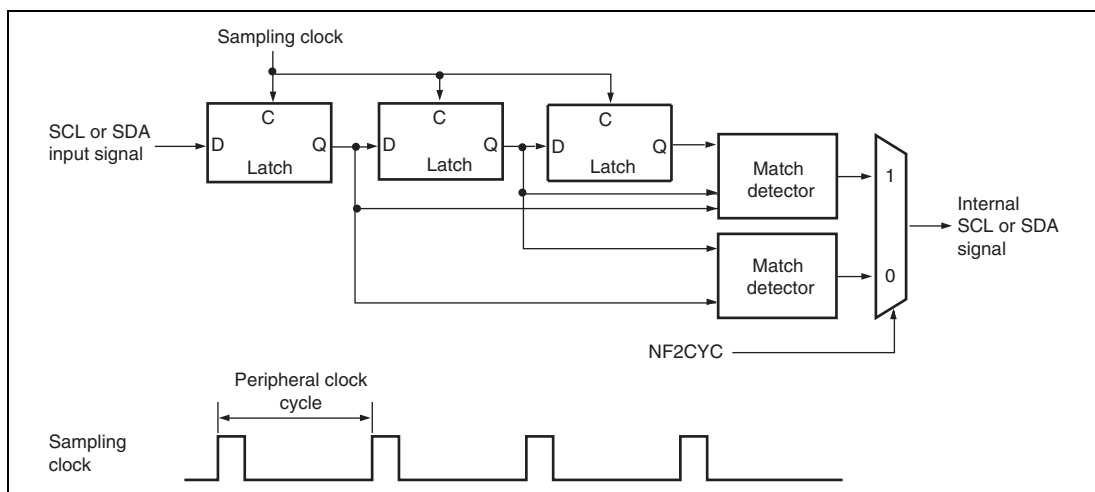 Sampling clock
SCL or SDA
input signal
D
C
Q
Latch
D
C
Q
Latch
D
C
Q
Latch
Match
detector
1
Internal
SCL or SDA
signal
Match
detector
0
NF2CYC
Peripheral clock
cycle
Sampling
clock